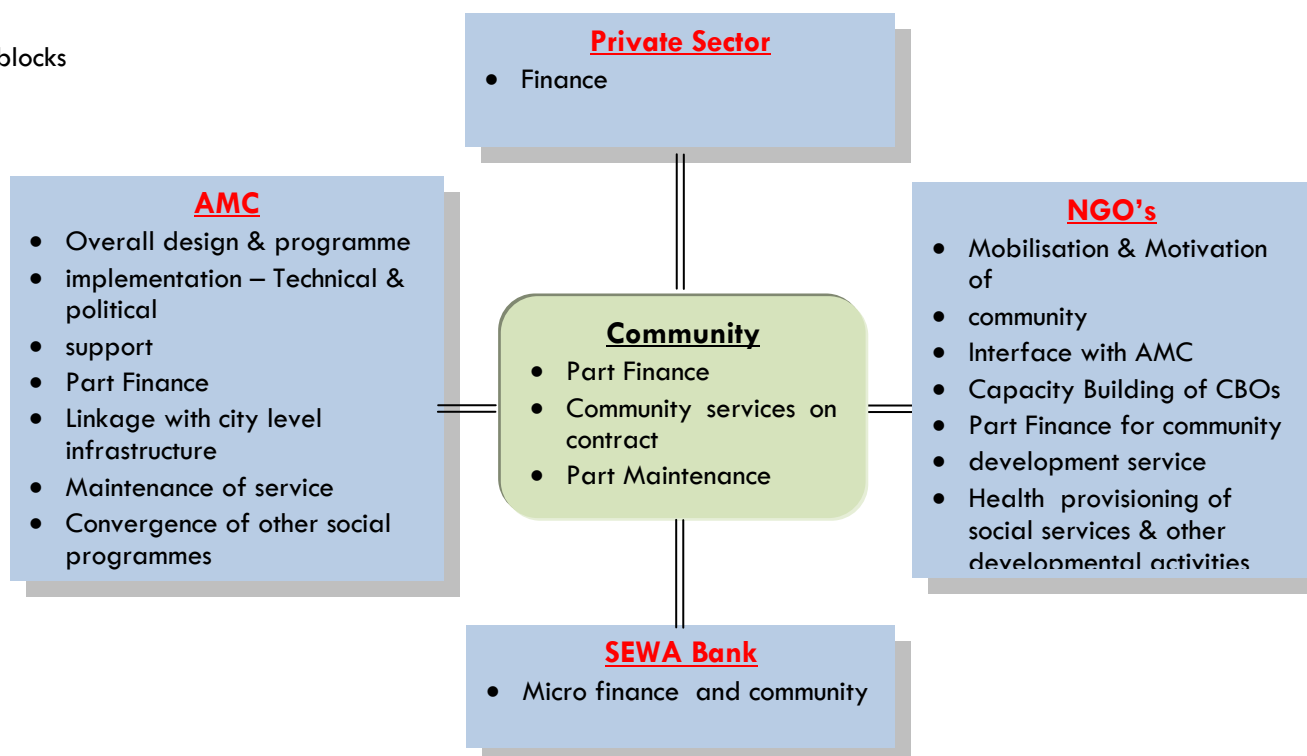 blocks
Private Sector
• Finance
AMC
• Overall design & programme
• implementation – Technical &
political
• support
• Part Finance
• Linkage with city level
infrastructure
• Maintenance of service
• Convergence of other social
programmes
Community
• Part Finance
• Community services on
contract
• Part Maintenance
NGO’s
• Mobilisation & Motivation
of
• community
• Interface with AMC
• Capacity Building of CBOs
• Part Finance for community
• development service
• Health provisioning of
social services & other
developmental activities
SEWA Bank
• Micro finance and community